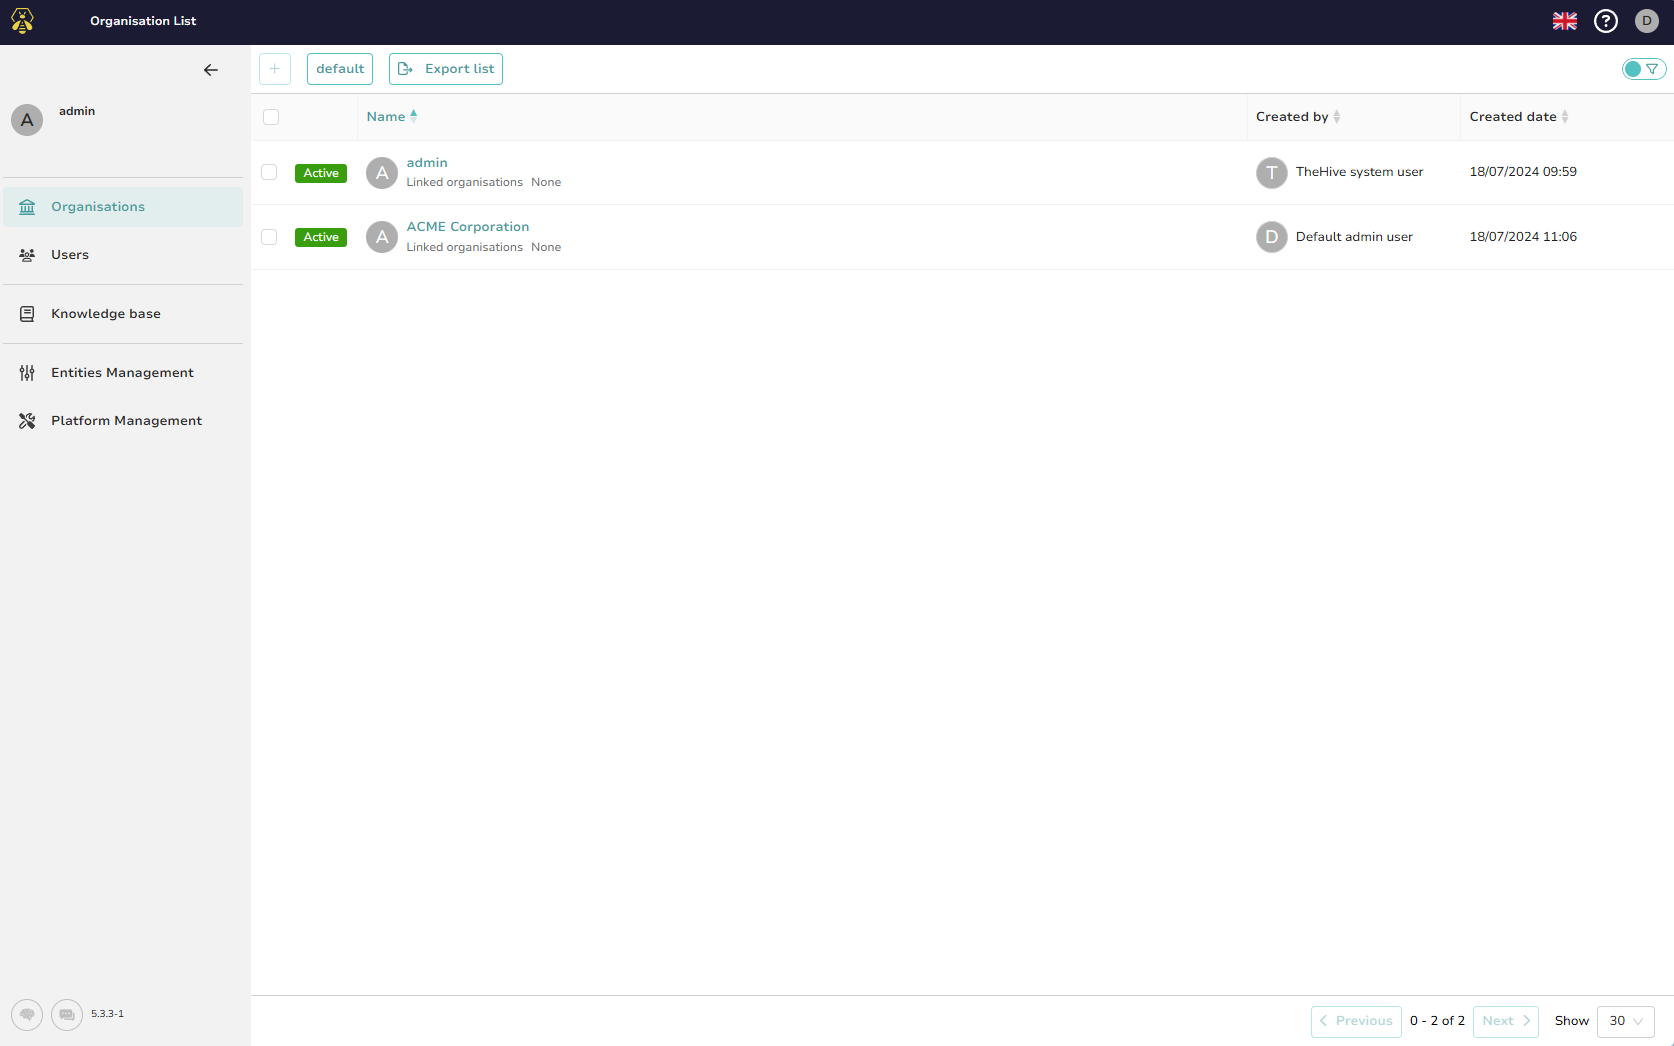 Organisation List
D
A
admin
Organisations
Users
Knowledge base
Entities Management
Platform Management
5.3.3-1
default
Export list
Name
Created by
Created date
Active
A
admin
Linked organisations None
T
TheHive system user
18/07/2024 09:59
Active
A
ACME Corporation
Linked organisations None
D
Default admin user
18/07/2024 11:06
Previous
0 - 2 of 2
Next
Show
30